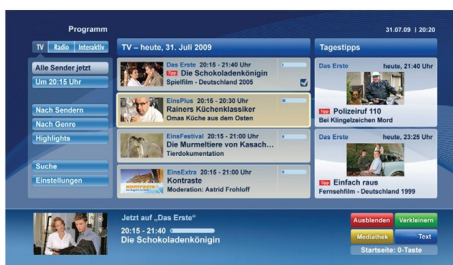 Programm
31.07.09 | 20:20
TV Radio Interaktiv
TV – heute, 31. Juli 2009
Tagestipps
Alle Sender jetzt
Um 20:15 Uhr
Nach Sendern
Nach Genre
Highlights
Suche
Einstellungen
Das Erste 20:15 - 21:40 Uhr
Tipp Die Schokoladenkönigin
Spielfilm - Deutschland 2005
EinsPlus 20:15 - 20:30 Uhr
Rainers Küchenklassiker
Omas Küche aus dem Osten
EinsFestival 20:15 - 21:00 Uhr
Die Murmeltiere von Kasach...
Tierdokumentation
EinsExtra 20:15 - 21:00 Uhr
Kontraste
Moderation: Astrid Frohloff
Das Erste heute, 21:40 Uhr
Tipp Polizeiruf 110
Bei Klingelzeichen Mord
Das Erste heute, 23:25 Uhr
Tipp Einfach raus
Fernsehfilm - Deutschland 1999
Jetzt auf „Das Erste“
20:15 - 21:40
Die Schokoladenkönigin
Ausblenden Verkleinern
Mediathek Text
Startseite: 0-Taste